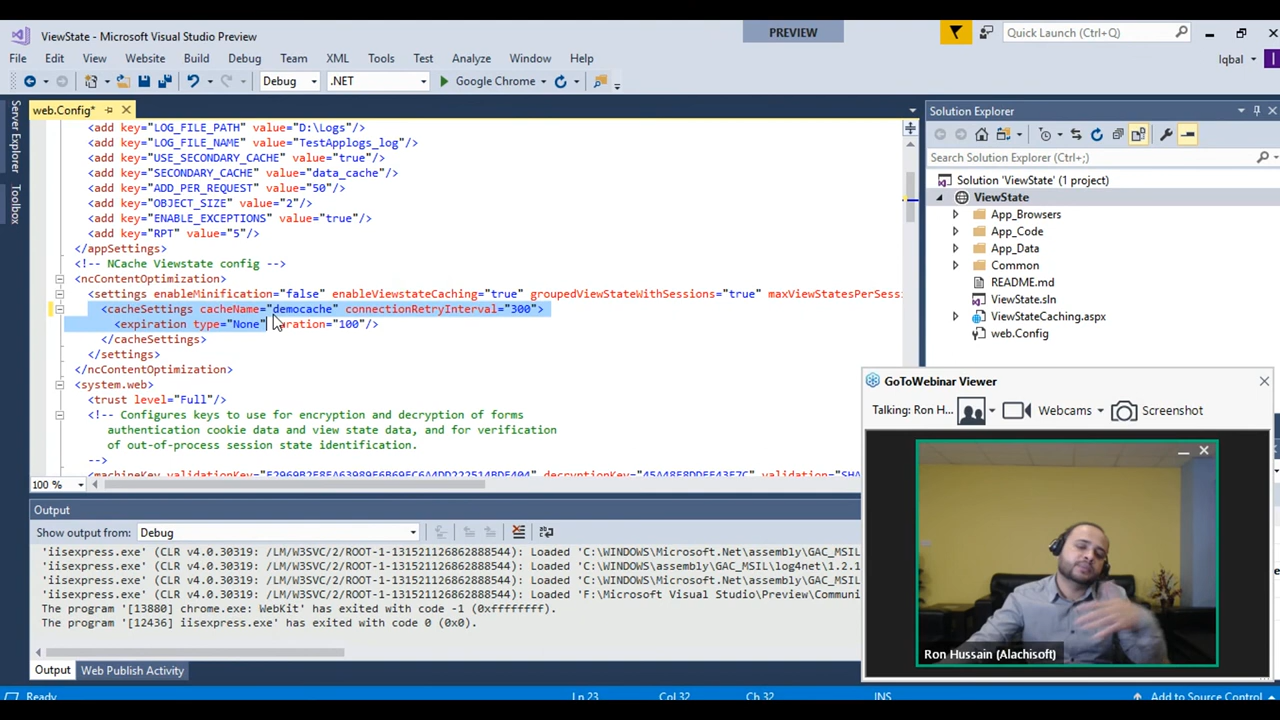 ViewState - Microsoft Visual Studio Preview
PREVIEW
Quick Launch (Ctrl+Q)
File Edit View Website Build Debug Team XML Tools Test Analyze Window Help
Iqbal
Debug .NET Google Chrome
Server Explorer
Toolbox
web.Config*
<add key="LOG_FILE_PATH" value="D:\Logs"/>
<add key="LOG_FILE_NAME" value="TestApplogs_log"/>
<add key="USE_SECONDARY_CACHE" value="true"/>
<add key="SECONDARY_CACHE" value="data_cache"/>
<add key="ADD_PER_REQUEST" value="50"/>
<add key="OBJECT_SIZE" value="2"/>
<add key="ENABLE_EXCEPTIONS" value="true"/>
<add key="RPT" value="5"/>
</appSettings>
<!-- NCache Viewstate config -->
<ncContentOptimization>
<settings enableMinification="false" enableViewstateCaching="true" groupedViewStateWithSessions="true" maxViewStatesPerSess
<cacheSettings cacheName="democache" connectionRetryInterval="300">
<expiration type="None" uration="100"/>
</cacheSettings>
</settings>
</ncContentOptimization>
<system.web>
<trust level="Full"/>
<!-- Configures keys to use for encryption and decryption of forms
authentication cookie data and view state data, and for verification
of out-of-process session state identification.
-->
<machineKey
100 %
Solution Explorer
Search Solution Explorer (Ctrl+;)
Solution 'ViewState' (1 project)
ViewState
App_Browsers
App_Code
App_Data
Common
README.md
ViewState.sln
ViewStateCaching.aspx
web.Config
GoToWebinar Viewer
Talking: Ron H...
Webcams
Screenshot
Ron Hussain (Alachisoft)
Output
Show output from: Debug
'iisexpress.exe' (CLR v4.0.30319: /LM/W3SVC/2/ROOT-1-131521126862888544): Loaded 'C:\WINDOWS\Microsoft.Net\assembly\GAC_MSIL
'iisexpress.exe' (CLR v4.0.30319: /LM/W3SVC/2/ROOT-1-131521126862888544): Loaded 'C:\WINDOWS\Microsoft.Net\assembly\GAC_MSIL\log4net\1.2.1
'iisexpress.exe' (CLR v4.0.30319: /LM/W3SVC/2/ROOT-1-131521126862888544): Loaded 'C:\WINDOWS\Microsoft.Net\assembly\GAC_MSIL
'iisexpress.exe' (CLR v4.0.30319: /LM/W3SVC/2/ROOT-1-131521126862888544): Loaded 'F:\Microsoft Visual Studio\Preview\Commun
The program '[13880] chrome.exe: WebKit' has exited with code -1 (0xffffffff).
The program '[12436] iisexpress.exe' has exited with code 0 (0x0).
Output Web Publish Activity
Ready
Ln 23 Col 32 Ch 32 INS
Add to Source Control